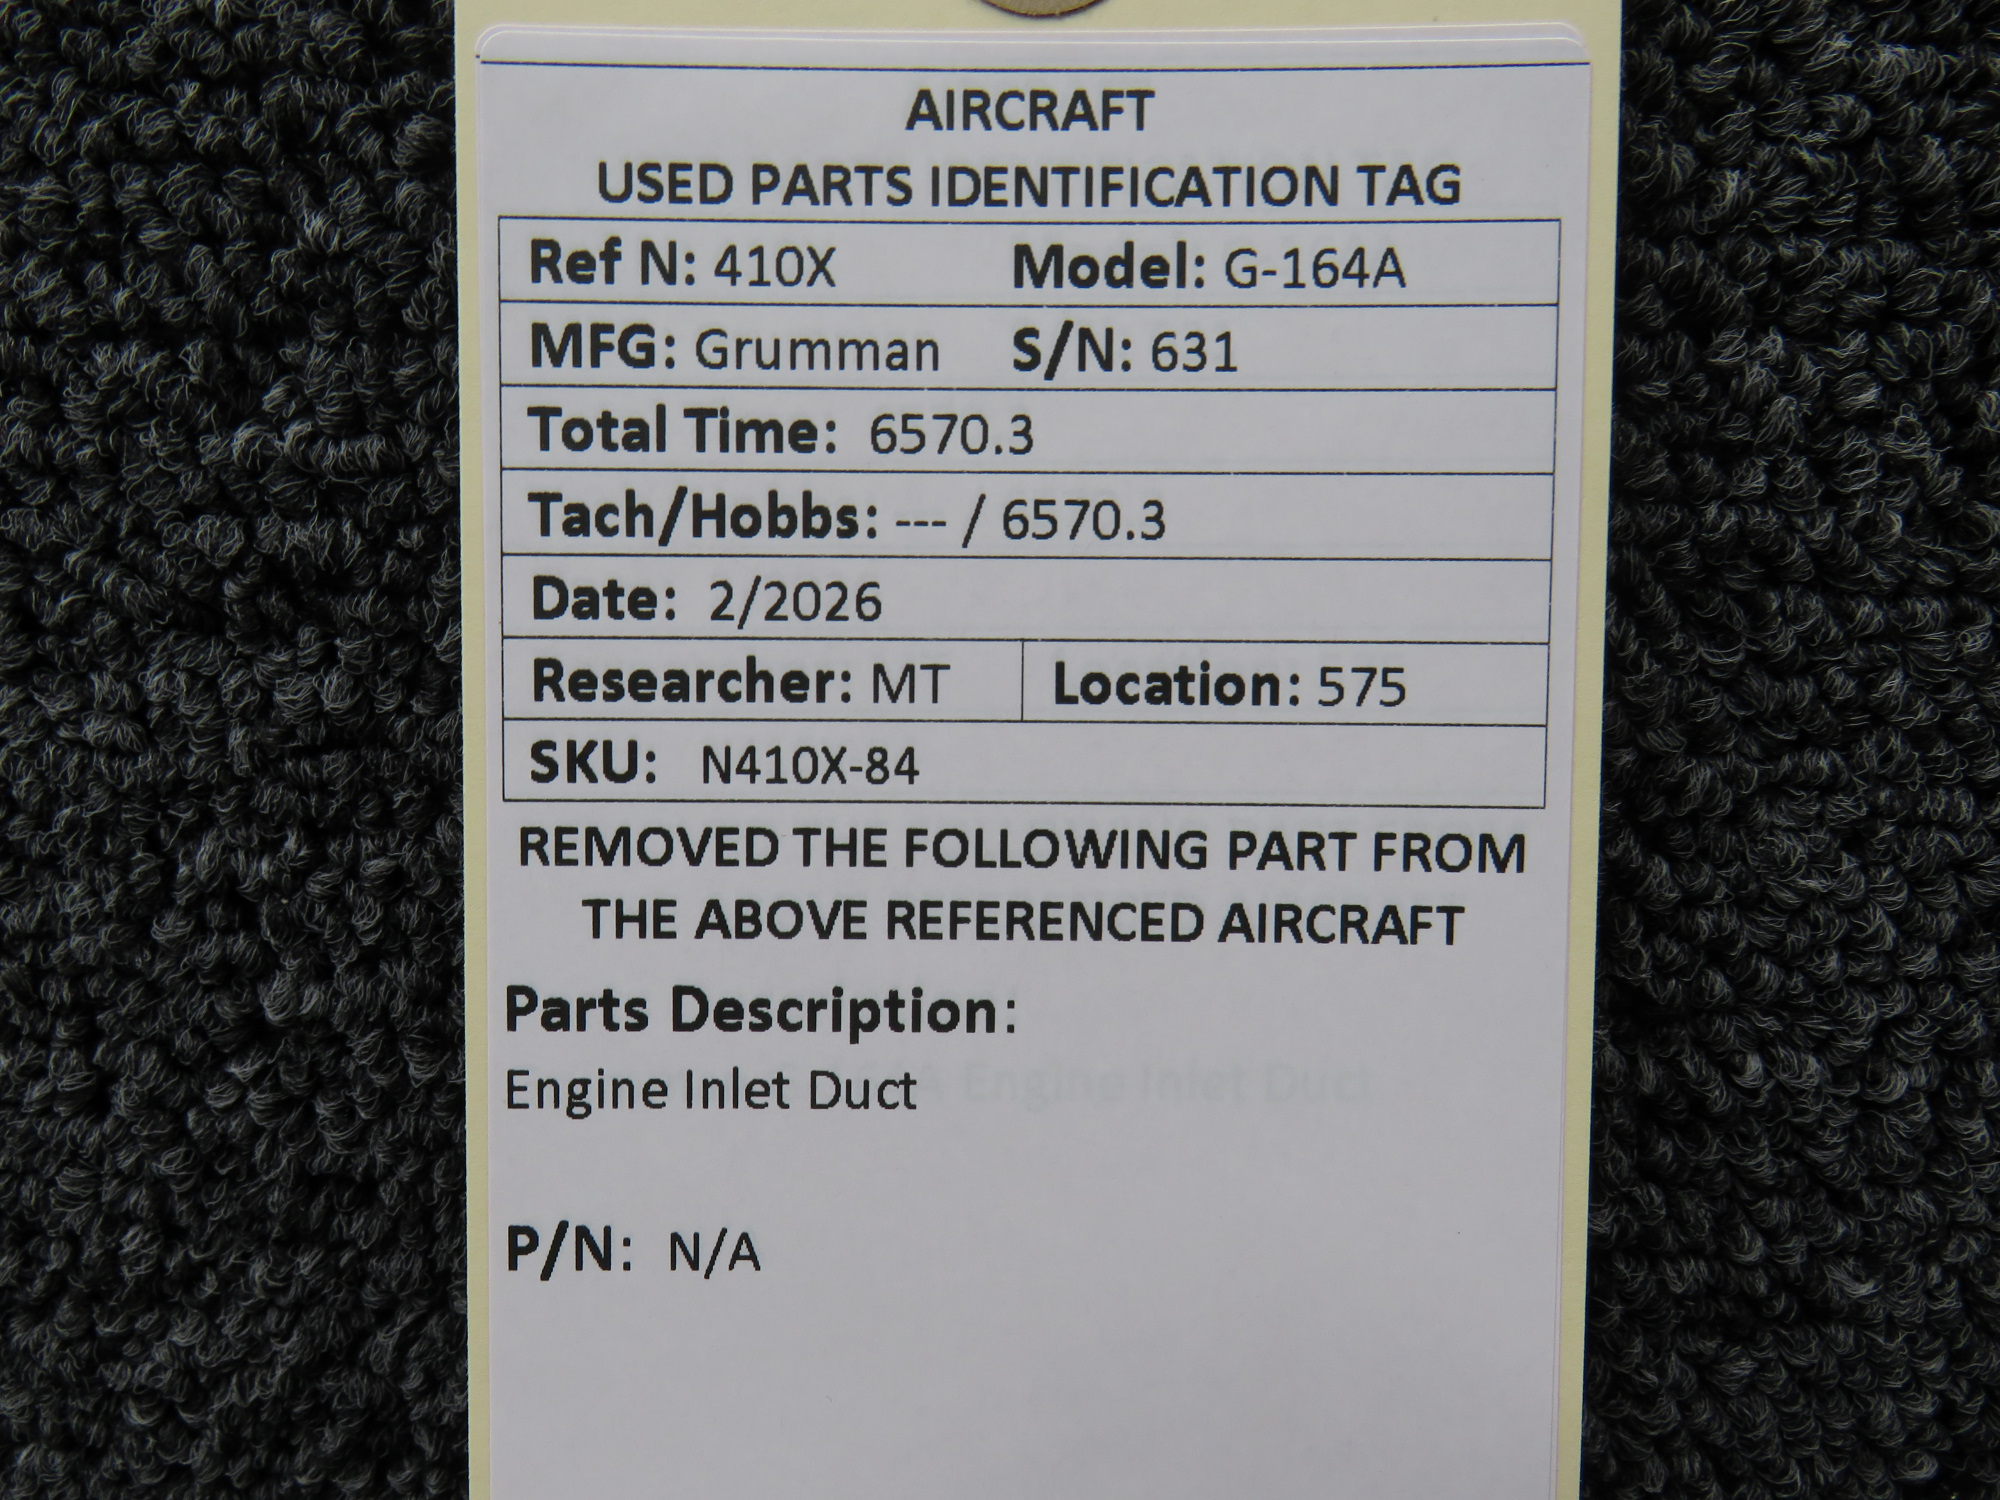 AIRCRAFT
USED PARTS IDENTIFICATION TAG
Ref N: 410X Model: G-164A
MFG: Grumman S/N: 631
Total Time: 6570.3
Tach/Hobbs: --- / 6570.3
Date: 2/2026
Researcher: MT Location: 575
SKU: N410X-84
REMOVED THE FOLLOWING PART FROM
THE ABOVE REFERENCED AIRCRAFT
Parts Description:
Engine Inlet Duct
P/N: N/A